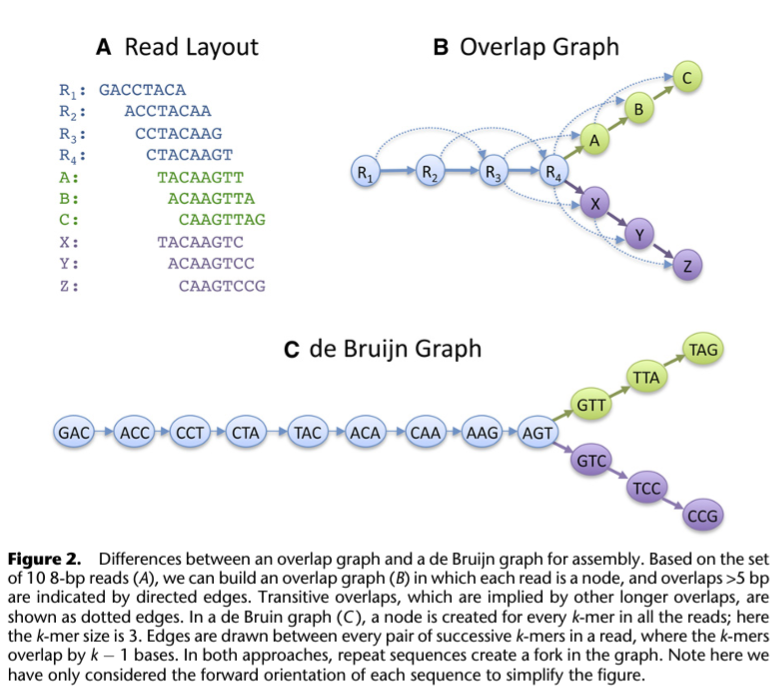 A Read Layout
R1: GACCTACA
R2: ACCTACAA
R3: CCTACAAG
R4: CTACAAGT
A: TACAAGTT
B: ACAAGTTA
C: CAAGTTAG
X: TACAAGTC
Y: ACAAGTCC
Z: CAAGTCCG
B Overlap Graph
R1 R2 R3 R4
A
B
C
X
Y
Z
C de Bruijn Graph
GAC ACC CCT CTA TAC ACA CAA AAG AGT
GTT
TTA
TAG
GTC
TCC
CCG
Figure 2. Differences between an overlap graph and a de Bruijn graph for assembly. Based on the set
of 10 8-bp reads (A), we can build an overlap graph (B) in which each read is a node, and overlaps >5 bp
are indicated by directed edges. Transitive overlaps, which are implied by other longer overlaps, are
shown as dotted edges. In a de Bruin graph (C), a node is created for every k-mer in all the reads; here
the k-mer size is 3. Edges are drawn between every pair of successive k-mers in a read, where the k-mers
overlap by k − 1 bases. In both approaches, repeat sequences create a fork in the graph. Note here we
have only considered the forward orientation of each sequence to simplify the figure.